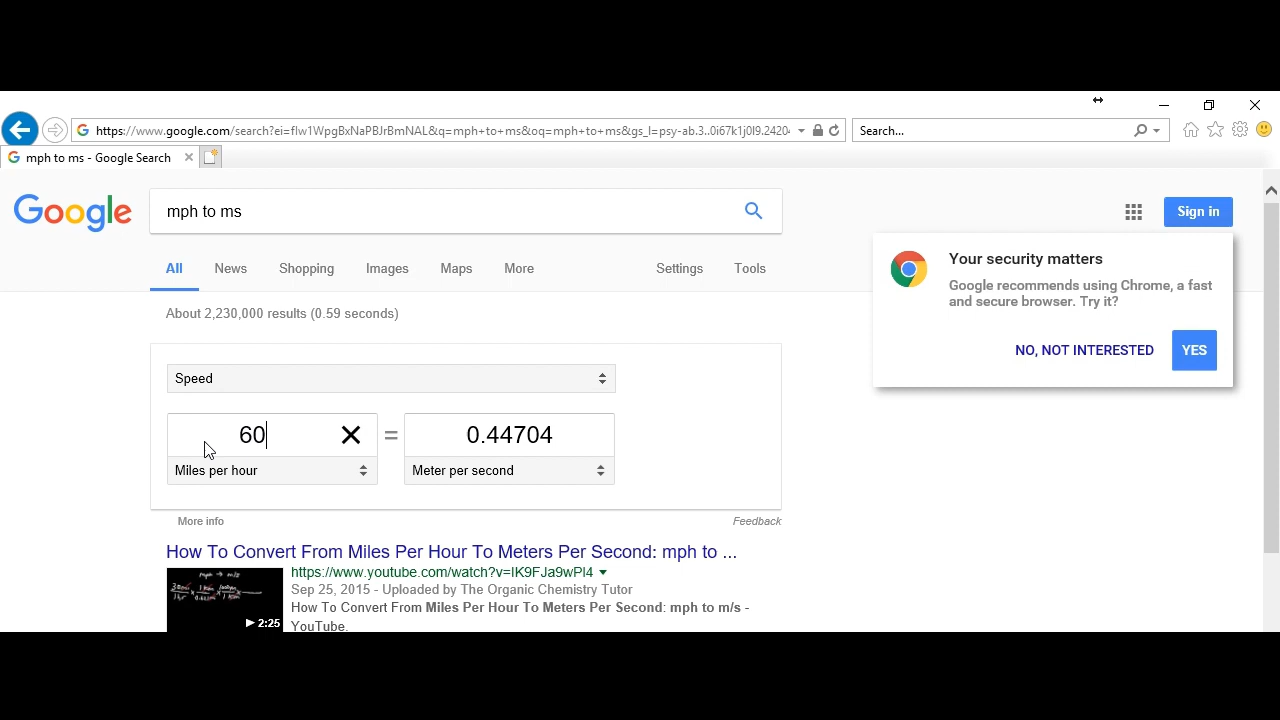 https://www.google.com/search?ei=flw1WpgBxNaPBJrBmNAL&q=mph+to+ms&oq=mph+to+ms&gs_l=psy-ab.3..0i67k1j0l9.2420
Search...
mph to ms - Google Search
Google
mph to ms
Sign in
All News Shopping Images Maps More Settings Tools
Your security matters
Google recommends using Chrome, a fast
and secure browser. Try it?
NO, NOT INTERESTED YES
About 2,230,000 results (0.59 seconds)
Speed
60 = 0.44704
Miles per hour Meter per second
More info Feedback
How To Convert From Miles Per Hour To Meters Per Second: mph to ...
https://www.youtube.com/watch?v=IK9FJa9wPl4
Sep 25, 2015 - Uploaded by The Organic Chemistry Tutor
How To Convert From Miles Per Hour To Meters Per Second: mph to m/s -
YouTube.
2:25